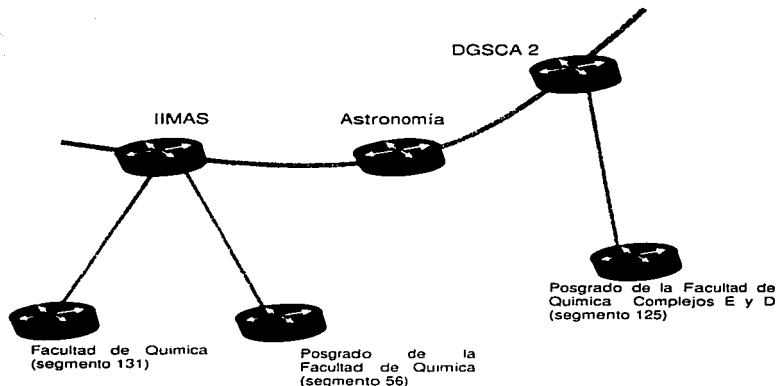 DGSCA 2
IIMAS
Astronomía
Posgrado de la Facultad de
Quimica Complejos E y D
(segmento 125)
Facultad de Quimica
(segmento 131)
Posgrado de la
Facultad de Quimica
(segmento 56)